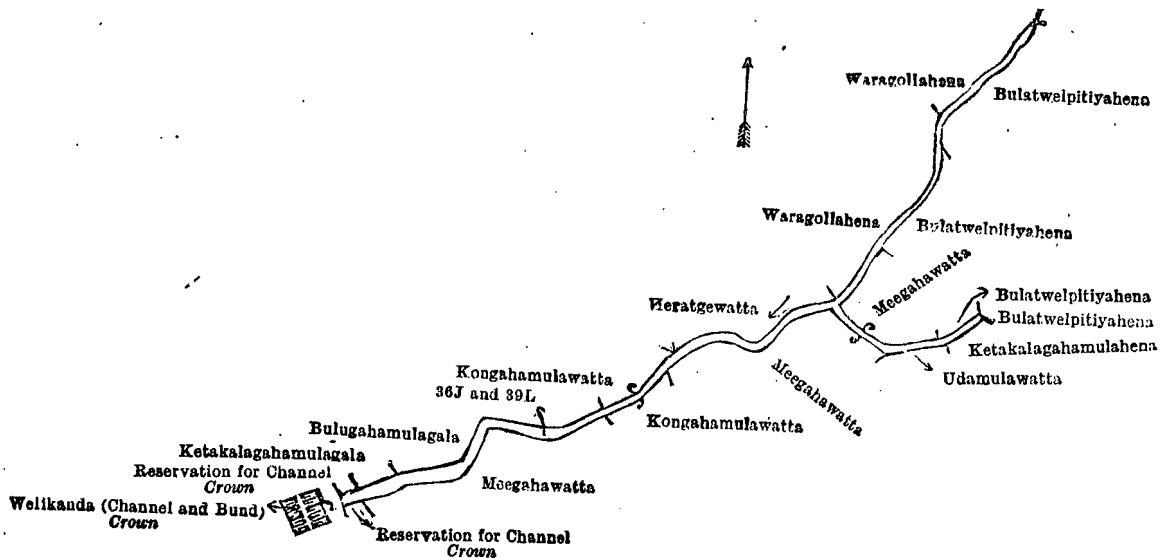 Waragollahena
Bulatwelpitiyahena
Waragollahena
Bulatwelpitiyahena
Meegahawatta
Heratgewatta
Bulatwelpitiyahena
Bulatwelpitiyahena
Ketakalagahamulahena
Udamulawatta
Meegahawatta
Kongahamulawatta
36J and 39L
Kongahamulawatta
Bulugahamulagala
Ketakalagahamulagala
Reservation for Channel
Crown
Meegahawatta
Welikanda (Channel and Bund)
Crown
Reservation for Channel
Crown